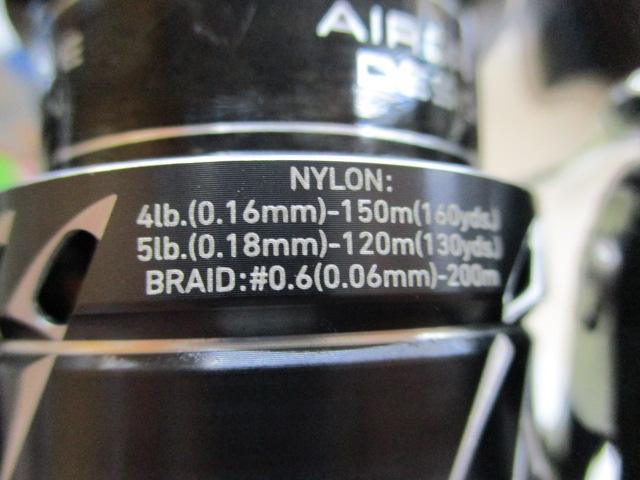 NYLON:
4lb.(0.16mm)-150m(160yds.)
5lb.(0.18mm)-120m(130yds.)
BRAID:#0.6(0.06mm)-200m